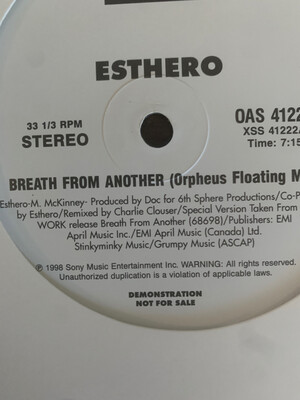 ESTHERO
33 1/3 RPM
STEREO
OAS 4122
XSS 41222
Time: 7:15
BREATH FROM ANOTHER (Orpheus Floating M
Esthero-M. McKinney- Produced by Doc for 6th Sphere Productions/Co-P
by Esthero/Remixed by Charlie Clouser/Special Version Taken From
WORK release Breath From Another (68698)/Publishers: EMI
April Music Inc./EMI April Music (Canada) Ltd.
Stinkyminky Music/Grumpy Music (ASCAP)
℗ 1998 Sony Music Entertainment Inc. WARNING: All rights reserved.
Unauthorized duplication is a violation of applicable laws.
DEMONSTRATION
NOT FOR SALE